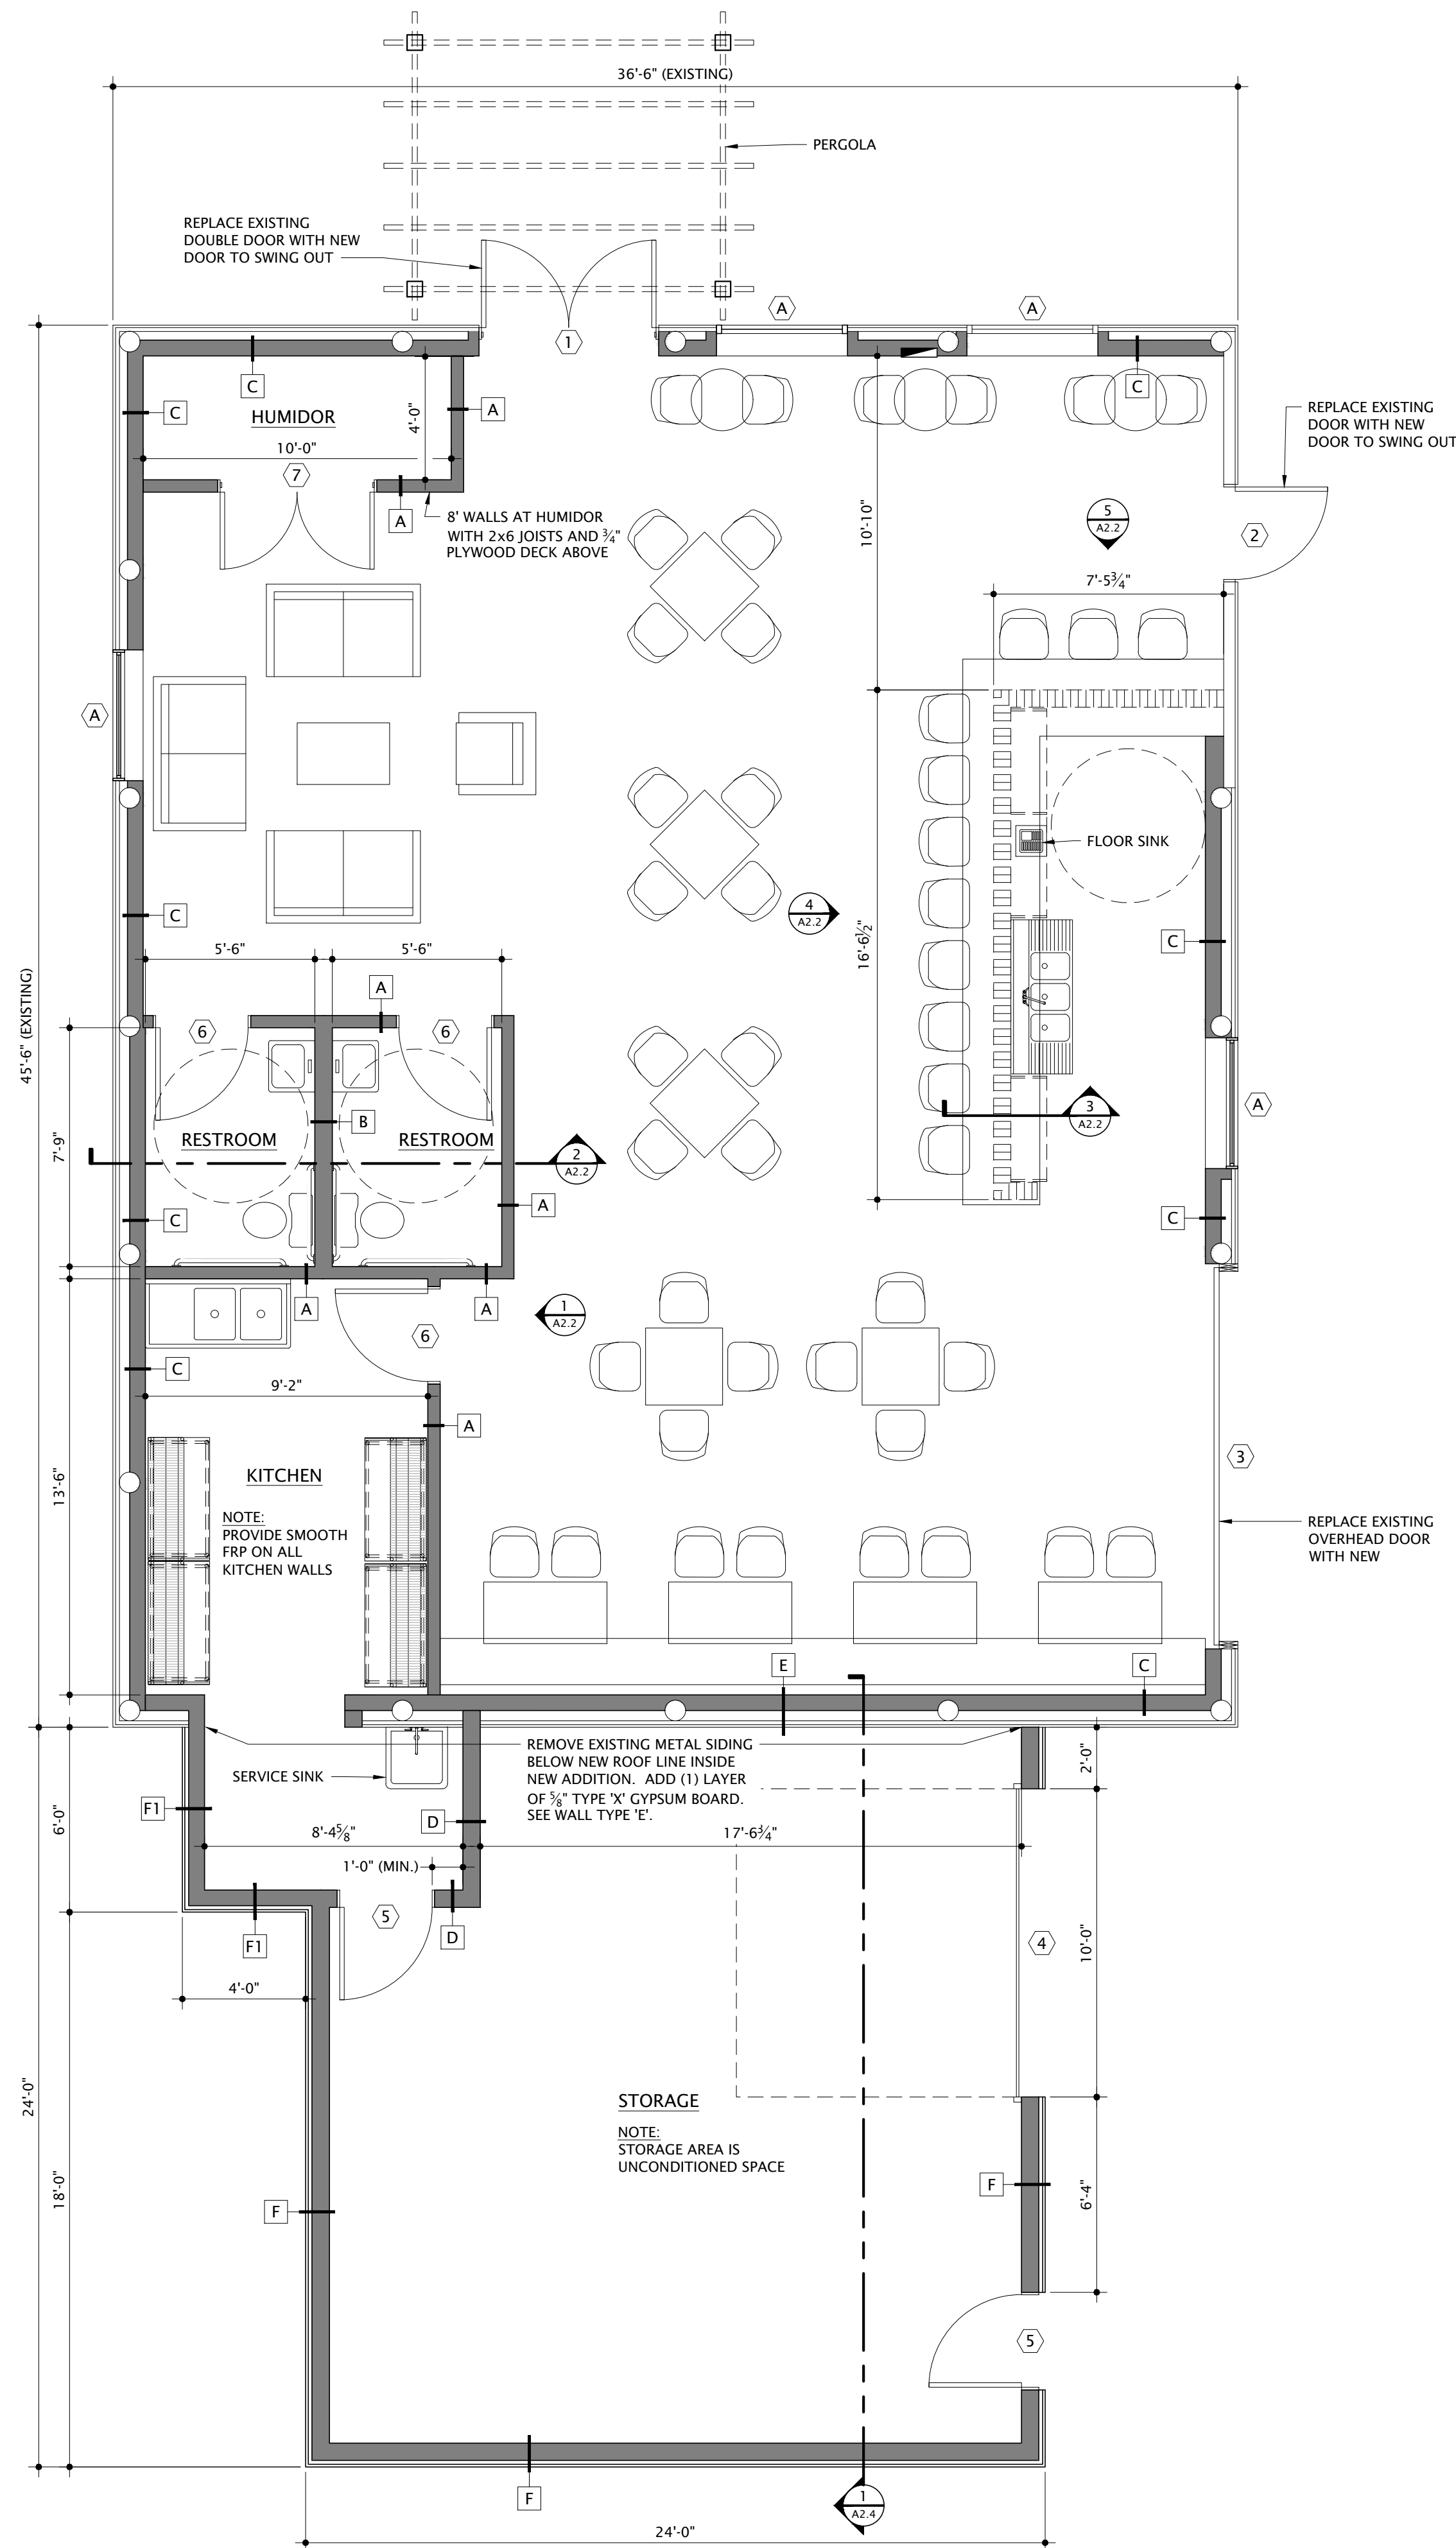 36'-6" (EXISTING)
PERGOLA
REPLACE EXISTING
DOUBLE DOOR WITH NEW
DOOR TO SWING OUT
A
A
1
C
C
HUMIDOR
4'-0"
A
C
REPLACE EXISTING
DOOR WITH NEW
DOOR TO SWING OUT
10'-0"
7
A
8' WALLS AT HUMIDOR
WITH 2x6 JOISTS AND 3/4"
PLYWOOD DECK ABOVE
10'-10"
5
A2.2
2
7'-5 3/4"
A
FLOOR SINK
4
A2.2
C
C
16'-6 1/2"
5'-6"
5'-6"
A
45'-6" (EXISTING)
6
6
7'-9"
B
RESTROOM
RESTROOM
2
A2.2
3
A2.2
A
C
A
C
A
A
1
A2.2
6
C
9'-2"
A
13'-6"
KITCHEN
NOTE:
PROVIDE SMOOTH
FRP ON ALL
KITCHEN WALLS
3
REPLACE EXISTING
OVERHEAD DOOR
WITH NEW
E
C
REMOVE EXISTING METAL SIDING
BELOW NEW ROOF LINE INSIDE
NEW ADDITION. ADD (1) LAYER
OF 5/8" TYPE 'X' GYPSUM BOARD.
SEE WALL TYPE 'E'.
SERVICE SINK
2'-0"
F1
6'-0"
D
8'-4 5/8"
17'-6 3/4"
1'-0" (MIN.)
5
D
F1
4
10'-0"
4'-0"
24'-0"
18'-0"
STORAGE
NOTE:
STORAGE AREA IS
UNCONDITIONED SPACE
F
F
6'-4"
5
F
1
A2.4
24'-0"